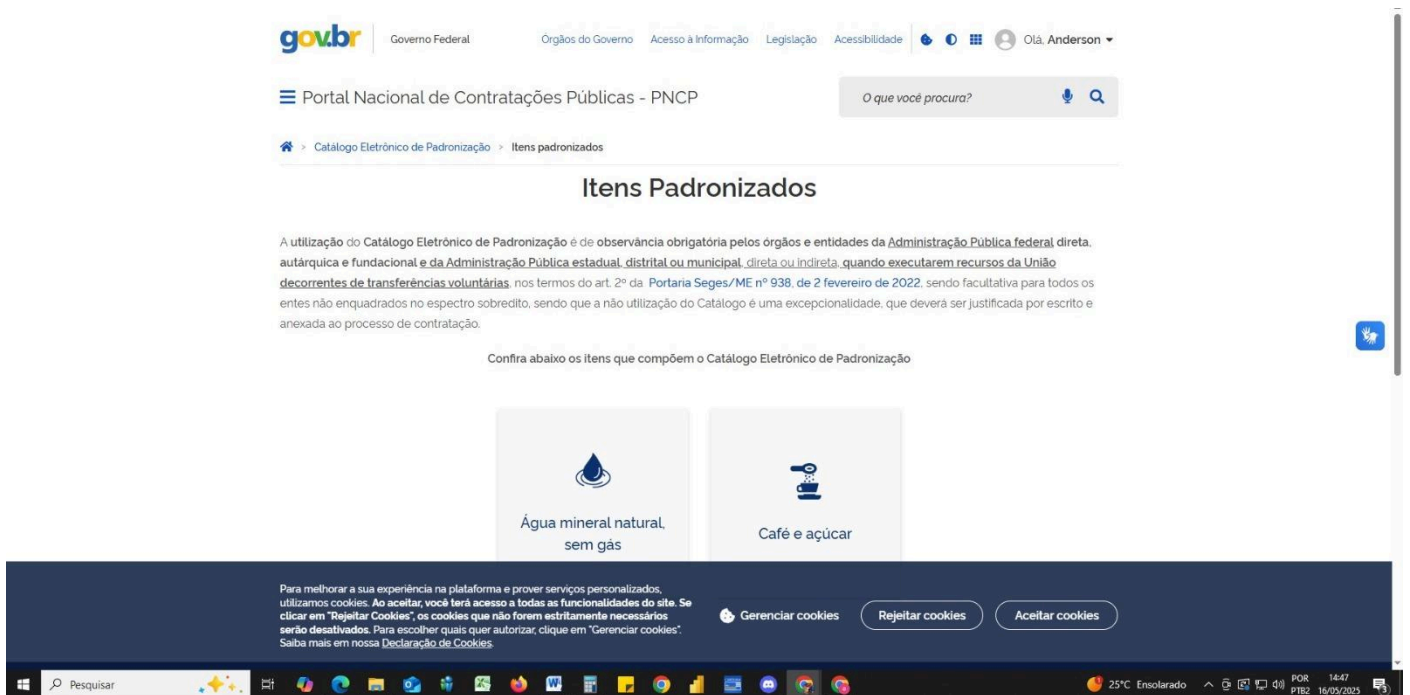 gov.br
Governo Federal
Órgãos do Governo Acesso à Informação Legislação Acessibilidade
Olá, Anderson
Portal Nacional de Contratações Públicas - PNCP
O que você procura?
> Catálogo Eletrônico de Padronização > Itens padronizados
Itens Padronizados
A utilização do Catálogo Eletrônico de Padronização é de observância obrigatória pelos órgãos e entidades da Administração Pública federal direta,
autárquica e fundacional e da Administração Pública estadual, distrital ou municipal, direta ou indireta, quando executarem recursos da União
decorrentes de transferências voluntárias, nos termos do art. 2º da Portaria Seges/ME nº 938, de 2 fevereiro de 2022, sendo facultativa para todos os
entes não enquadrados no espectro sobredito, sendo que a não utilização do Catálogo é uma excepcionalidade, que deverá ser justificada por escrito e
anexada ao processo de contratação.
Confira abaixo os itens que compõem o Catálogo Eletrônico de Padronização
Água mineral natural,
sem gás
Café e açúcar
Para melhorar a sua experiência na plataforma e prover serviços personalizados,
utilizamos cookies. Ao aceitar, você terá acesso a todas as funcionalidades do site. Se
clicar em "Rejeitar Cookies", os cookies que não forem estritamente necessários
serão desativados. Para escolher quais quer autorizar, clique em "Gerenciar cookies".
Saiba mais em nossa Declaração de Cookies.
Gerenciar cookies
Rejeitar cookies
Aceitar cookies
Pesquisar
25°C Ensolarado
POR
PTB2
14:47
16/05/2025